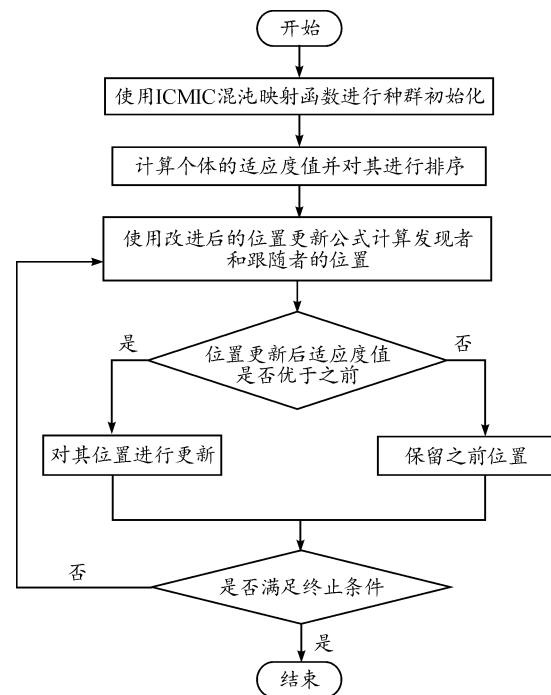 开始
使用ICMIC混沌映射函数进行种群初始化
计算个体的适应度值并对其进行排序
使用改进后的位置更新公式计算发现者
和跟随者的位置
是
位置更新后适应度值
是否优于之前
否
对其位置进行更新
保留之前位置
否
是否满足终止条件
是
结束